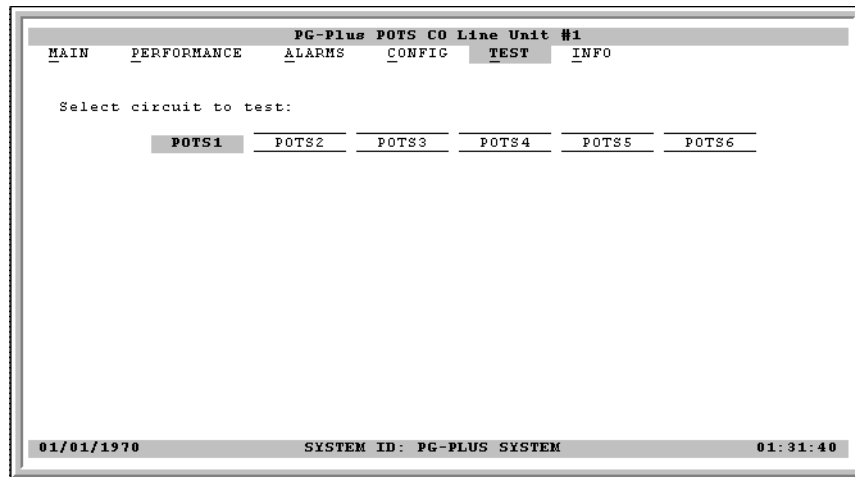 PG-Plus POTS CO Line Unit #1
MAIN PERFORMANCE ALARMS CONFIG TEST INFO
Select circuit to test:
POTS1 POTS2 POTS3 POTS4 POTS5 POTS6
01/01/1970 SYSTEM ID: PG-PLUS SYSTEM 01:31:40